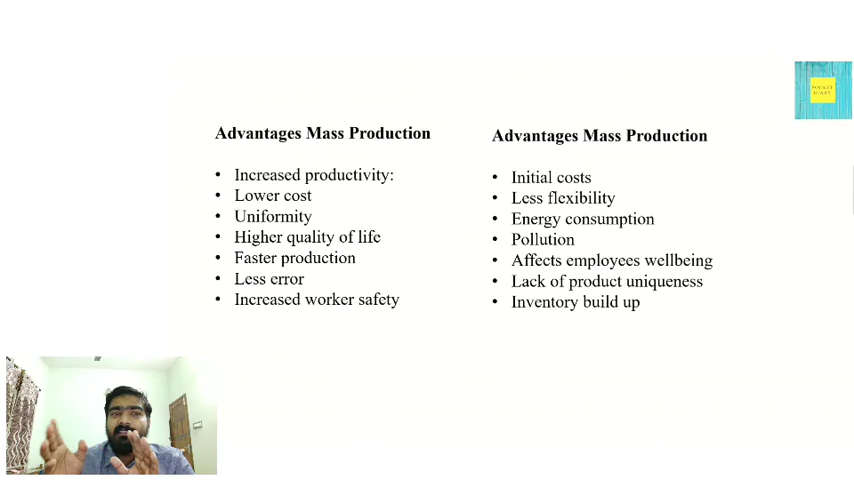 Advantages Mass Production
• Increased productivity:
• Lower cost
• Uniformity
• Higher quality of life
• Faster production
• Less error
• Increased worker safety
Advantages Mass Production
• Initial costs
• Less flexibility
• Energy consumption
• Pollution
• Affects employees wellbeing
• Lack of product uniqueness
• Inventory build up
POCKET
DIARY